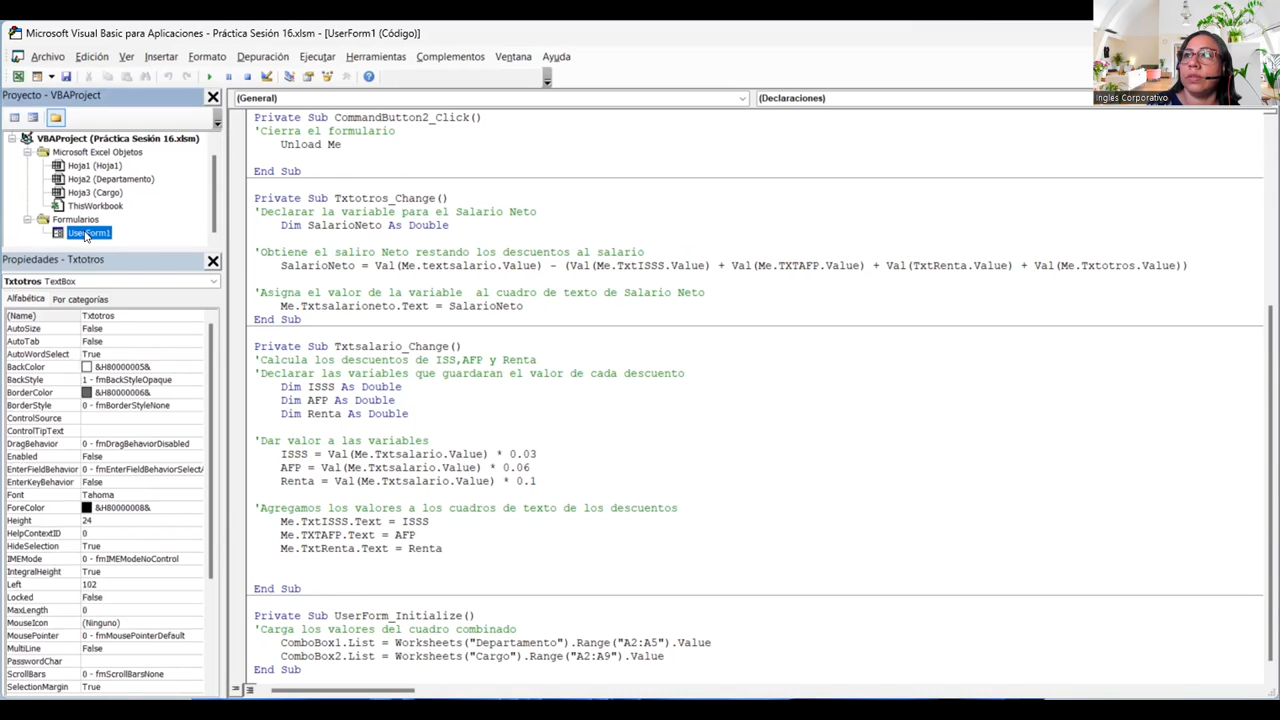 Microsoft Visual Basic para Aplicaciones - Práctica Sesión 16.xlsm - [UserForm1 (Código)]
Archivo Edición Ver Insertar Formato Depuración Ejecutar Herramientas Complementos Ventana Ayuda
Ingles Corporativo
Proyecto - VBAProject
(General)
(Declaraciones)
VBAProject (Práctica Sesión 16.xlsm)
Microsoft Excel Objetos
Hoja1 (Hoja1)
Hoja2 (Departamento)
Hoja3 (Cargo)
ThisWorkbook
Formularios
UserForm1
Propiedades - Txtotros
Txtotros TextBox
Alfabética Por categorías
(Name) Txtotros
AutoSize False
AutoTab False
AutoWordSelect True
BackColor &H80000005&
BackStyle 1 - fmBackStyleOpaque
BorderColor &H80000006&
BorderStyle 0 - fmBorderStyleNone
ControlSource
ControlTipText
DragBehavior 0 - fmDragBehaviorDisabled
Enabled False
EnterFieldBehavior 0 - fmEnterFieldBehaviorSelectA
EnterKeyBehavior False
Font Tahoma
ForeColor &H80000008&
Height 24
HelpContextID 0
HideSelection True
IMEMode 0 - fmIMEModeNoControl
IntegralHeight True
Left 102
Locked False
MaxLength 0
MouseIcon (Ninguno)
MousePointer 0 - fmMousePointerDefault
MultiLine False
PasswordChar
ScrollBars 0 - fmScrollBarsNone
SelectionMargin True
Private Sub CommandButton2_Click()
'Cierra el formulario
Unload Me
End Sub
Private Sub Txtotros_Change()
'Declarar la variable para el Salario Neto
Dim SalarioNeto As Double
'Obtiene el saliro Neto restando los descuentos al salario
SalarioNeto = Val(Me.textsalario.Value) - (Val(Me.TxtISSS.Value) + Val(Me.TXTAFP.Value) + Val(TxtRenta.Value) + Val(Me.Txtotros.Value))
'Asigna el valor de la variable  al cuadro de texto de Salario Neto
Me.Txtsalarioneto.Text = SalarioNeto
End Sub
Private Sub Txtsalario_Change()
'Calcula los descuentos de ISS,AFP y Renta
'Declarar las variables que guardaran el valor de cada descuento
Dim ISSS As Double
Dim AFP As Double
Dim Renta As Double
'Dar valor a las variables
ISSS = Val(Me.Txtsalario.Value) * 0.03
AFP = Val(Me.Txtsalario.Value) * 0.06
Renta = Val(Me.Txtsalario.Value) * 0.1
'Agregamos los valores a los cuadros de texto de los descuentos
Me.TxtISSS.Text = ISSS
Me.TXTAFP.Text = AFP
Me.TxtRenta.Text = Renta
End Sub
Private Sub UserForm_Initialize()
'Carga los valores del cuadro combinado
ComboBox1.List = Worksheets("Departamento").Range("A2:A5").Value
ComboBox2.List = Worksheets("Cargo").Range("A2:A9").Value
End Sub